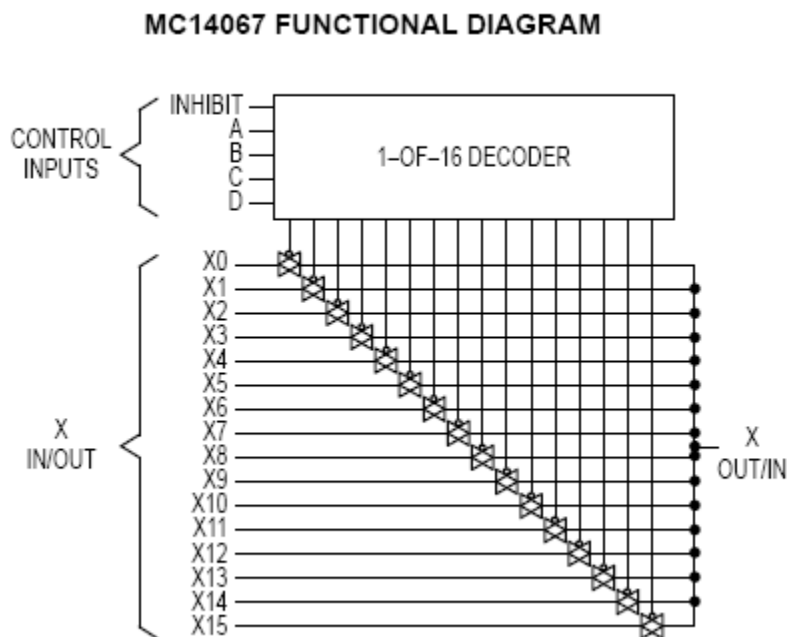 MC14067 FUNCTIONAL DIAGRAM
CONTROL
INPUTS
INHIBIT
A
B
C
D
1–OF–16 DECODER
X
IN/OUT
X0
X1
X2
X3
X4
X5
X6
X7
X8
X9
X10
X11
X12
X13
X14
X15
X
OUT/IN